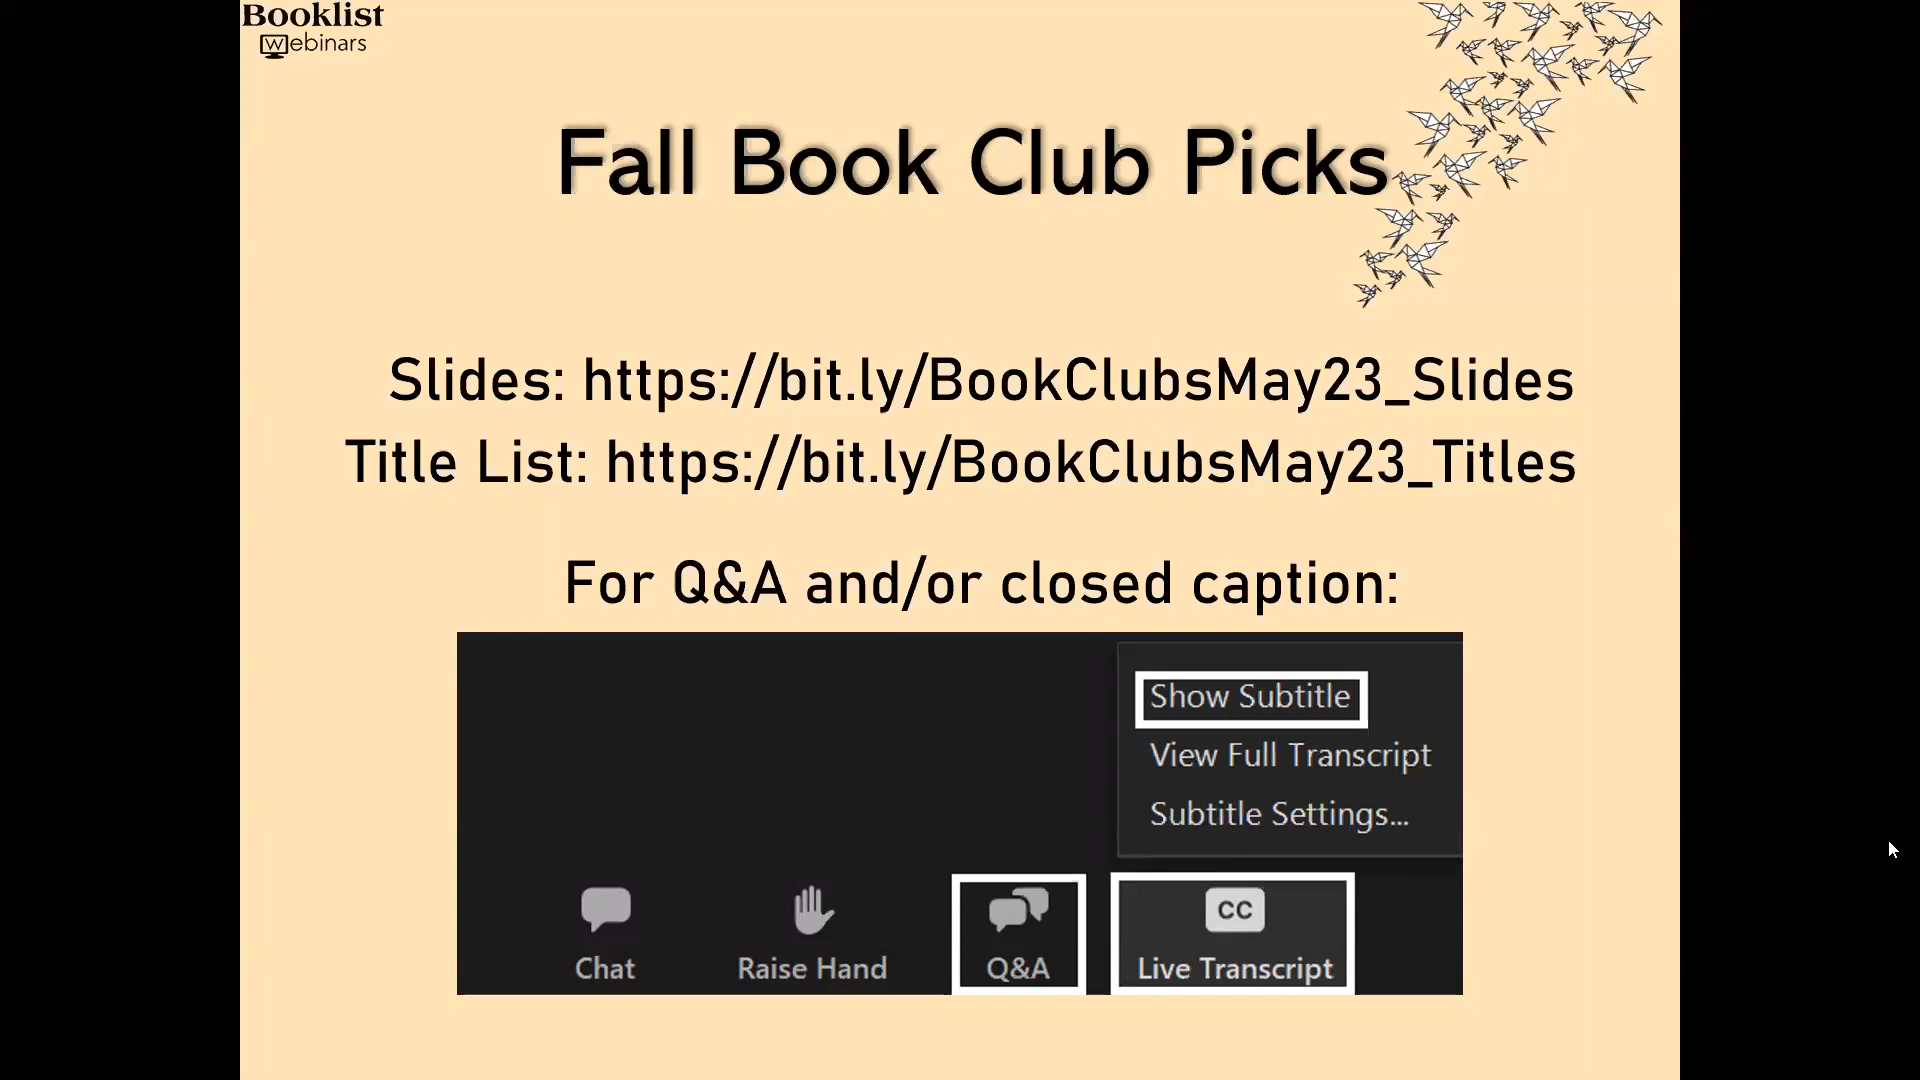 Booklist
Webinars
Fall Book Club Picks
Slides: https://bit.ly/BookClubsMay23_Slides
Title List: https://bit.ly/BookClubsMay23_Titles
For Q&A and/or closed caption:
Show Subtitle
View Full Transcript
Subtitle Settings...
CC
Chat Raise Hand Q&A Live Transcript